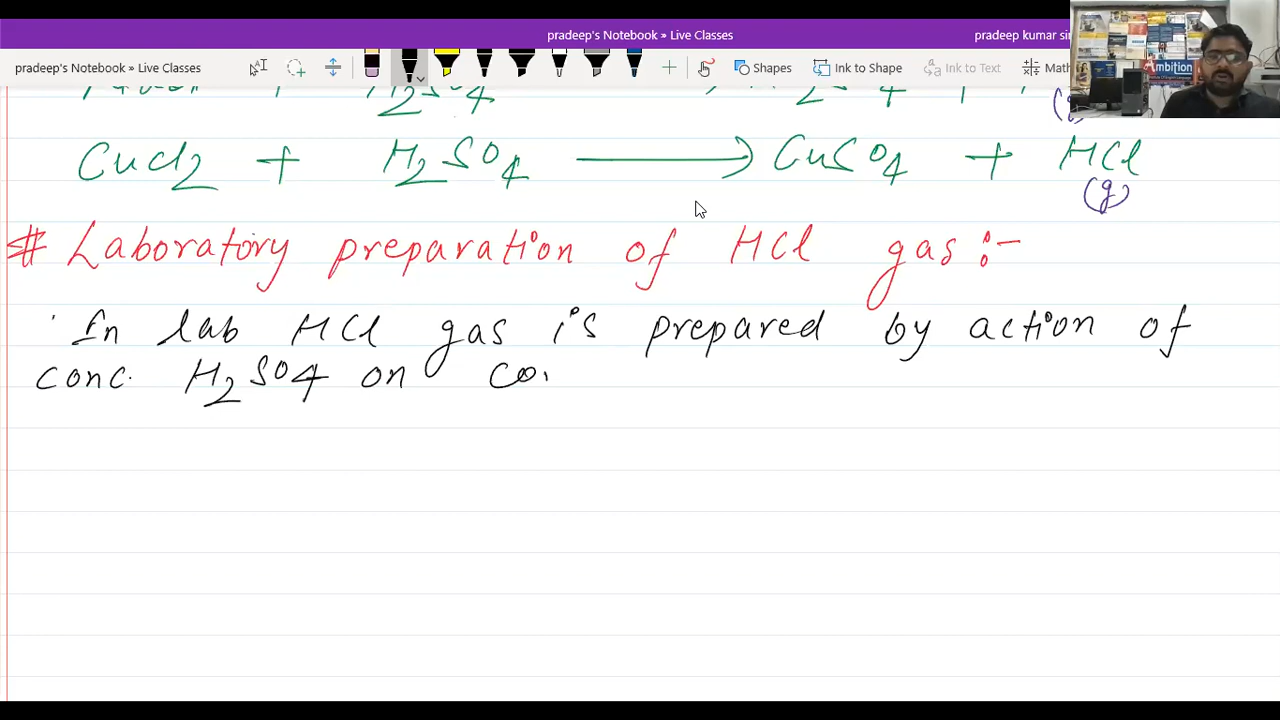 pradeep's Notebook » Live Classes
pradeep kumar si
pradeep's Notebook » Live Classes
Shapes
Ink to Shape
Ink to Text
Math
Ambition
+ H2SO4
CuCl2 + H2SO4 → CuSO4 + HCl
(g)
# Laboratory preparation of HCl gas:-
In lab HCl gas is prepared by action of
conc. H2SO4 on